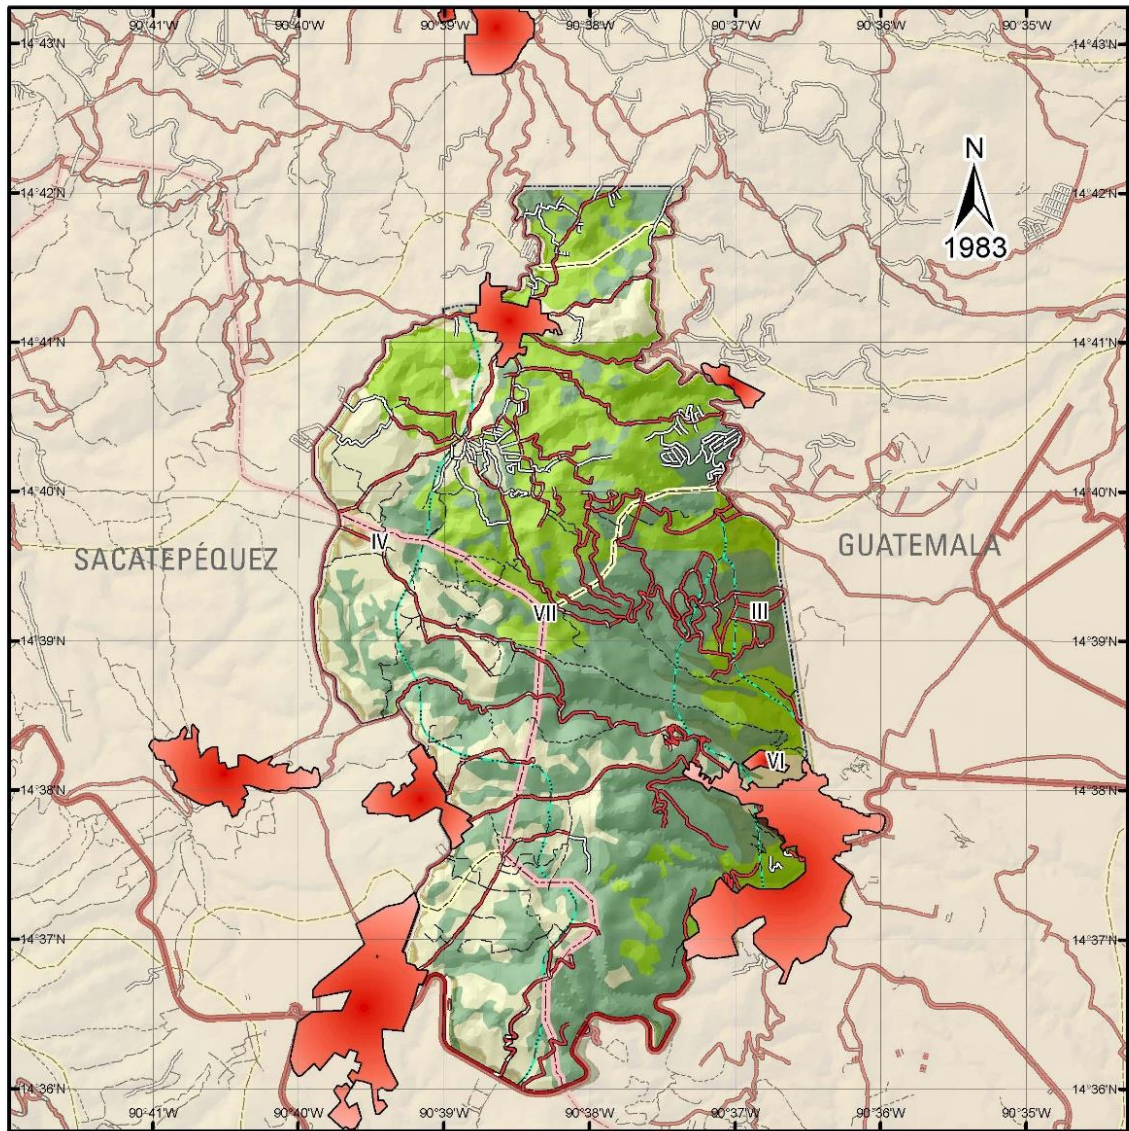 90°41'W 90°40'W 90°39'W 90°38'W 90°37'W 90°36'W 90°35'W
14°43'N 14°43'N
N
14°42'N 14°42'N
1983
14°41'N 14°41'N
14°40'N 14°40'N
SACATEPÉQUEZ IV GUATEMALA
VII III
14°39'N 14°39'N
VI
14°38'N 14°38'N
14°37'N 14°37'N
14°36'N 14°36'N
90°41'W 90°40'W 90°39'W 90°38'W 90°37'W 90°36'W 90°35'W